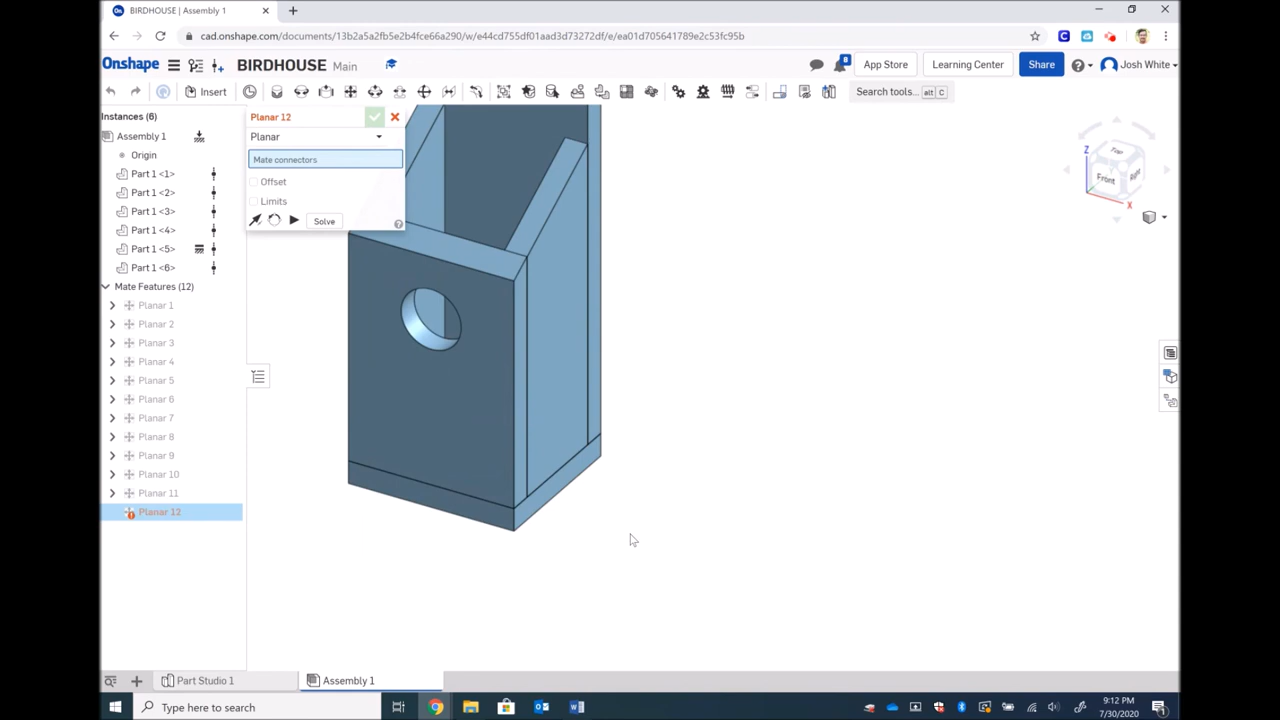 BIRDHOUSE | Assembly 1
cad.onshape.com/documents/13b2a5a2fb5e2b4fce66a290/w/e44cd755df01aad3d73272df/e/ea01d705641789e2c53fc95b
Onshape BIRDHOUSE Main 8 App Store Learning Center Share Josh White
Insert Search tools... alt C
Instances (6)
Assembly 1
Origin
Part 1 <1>
Part 1 <2>
Part 1 <3>
Part 1 <4>
Part 1 <5>
Part 1 <6>
Mate Features (12)
Planar 1
Planar 2
Planar 3
Planar 4
Planar 5
Planar 6
Planar 7
Planar 8
Planar 9
Planar 10
Planar 11
Planar 12
Planar 12
Planar
Mate connectors
Offset
Limits
Solve
Z
Top
Front
Right
X
Part Studio 1
Assembly 1
Type here to search
9:12 PM
7/30/2020
1